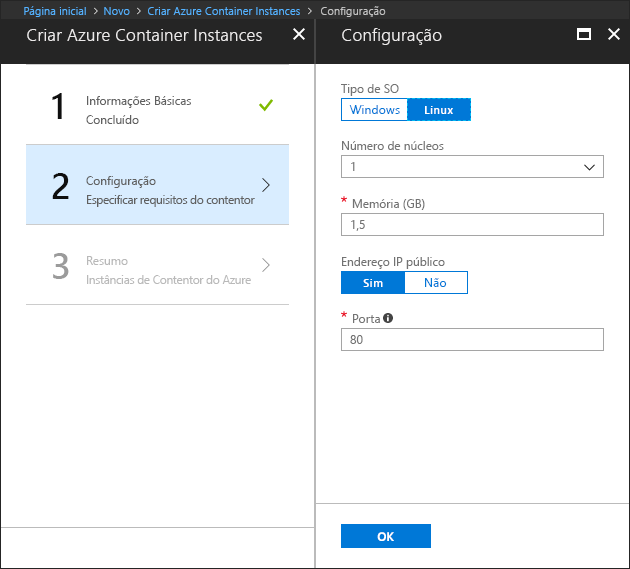 Página inicial > Novo > Criar Azure Container Instances > Configuração
Criar Azure Container Instances
1
Informações Básicas
Concluído
2
Configuração
Especificar requisitos do contentor
3
Resumo
Instâncias de Contentor do Azure
Configuração
Tipo de SO
Windows Linux
Número de núcleos
1
* Memória (GB)
1,5
Endereço IP público
Sim Não
* Porta
80
OK